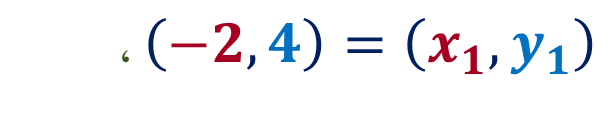 ، (−2, 4) = (x₁, y₁)